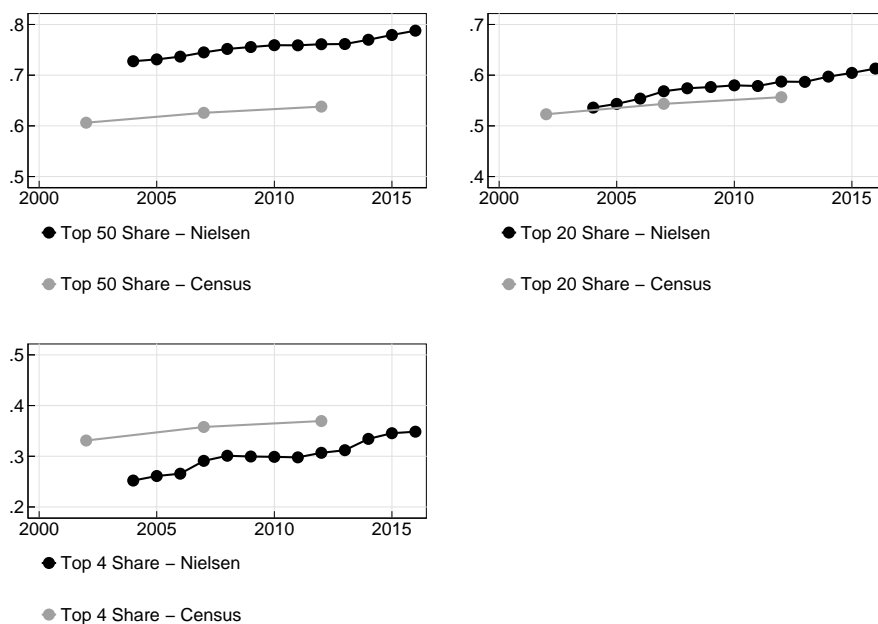 .8
.7
.6
.5
2000 2005 2010 2015
Top 50 Share – Nielsen
Top 50 Share – Census
.7
.6
.5
.4
2000 2005 2010 2015
Top 20 Share – Nielsen
Top 20 Share – Census
.5
.4
.3
.2
2000 2005 2010 2015
Top 4 Share – Nielsen
Top 4 Share – Census